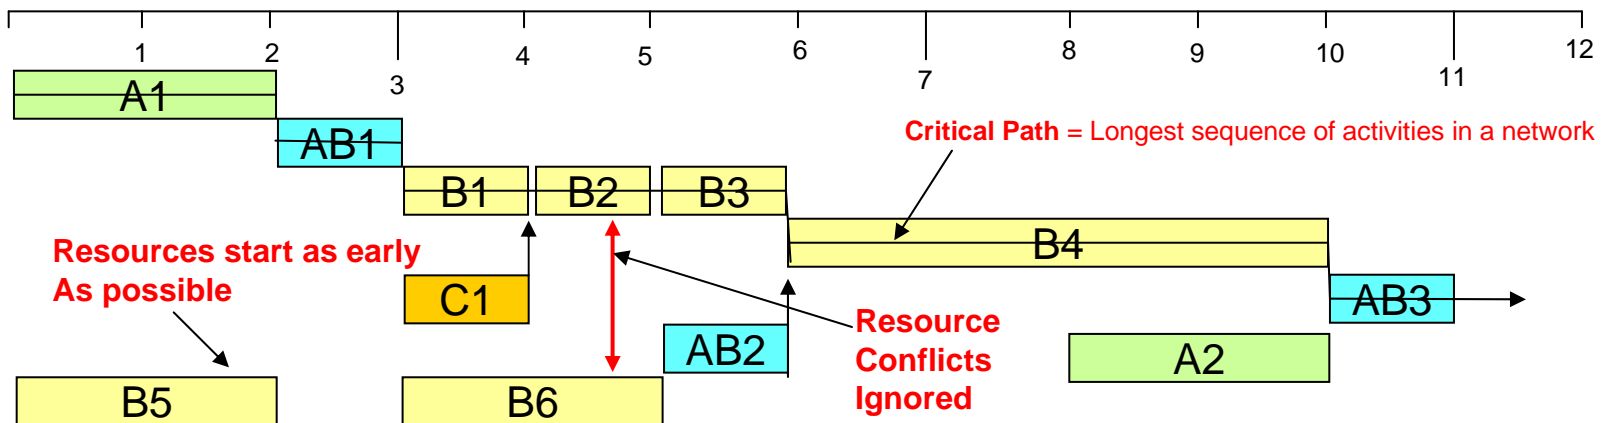 1 2 3 4 5 6 7 8 9 10 11 12
A1
AB1
Critical Path = Longest sequence of activities in a network
B1 B2 B3
B4
Resources start as early
As possible
C1
AB3
AB2
Resource
Conflicts
Ignored
A2
B5
B6